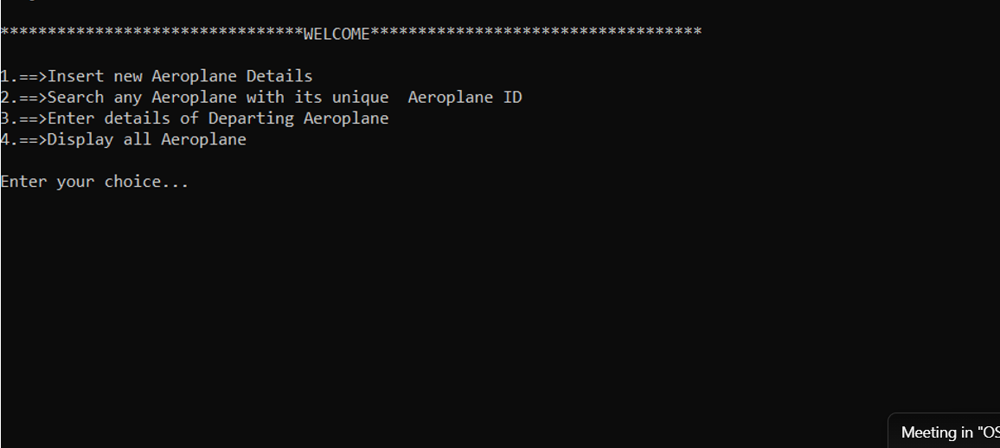 ********************************WELCOME***********************************
1.==>Insert new Aeroplane Details
2.==>Search any Aeroplane with its unique  Aeroplane ID
3.==>Enter details of Departing Aeroplane
4.==>Display all Aeroplane
Enter your choice...
Meeting in "OS